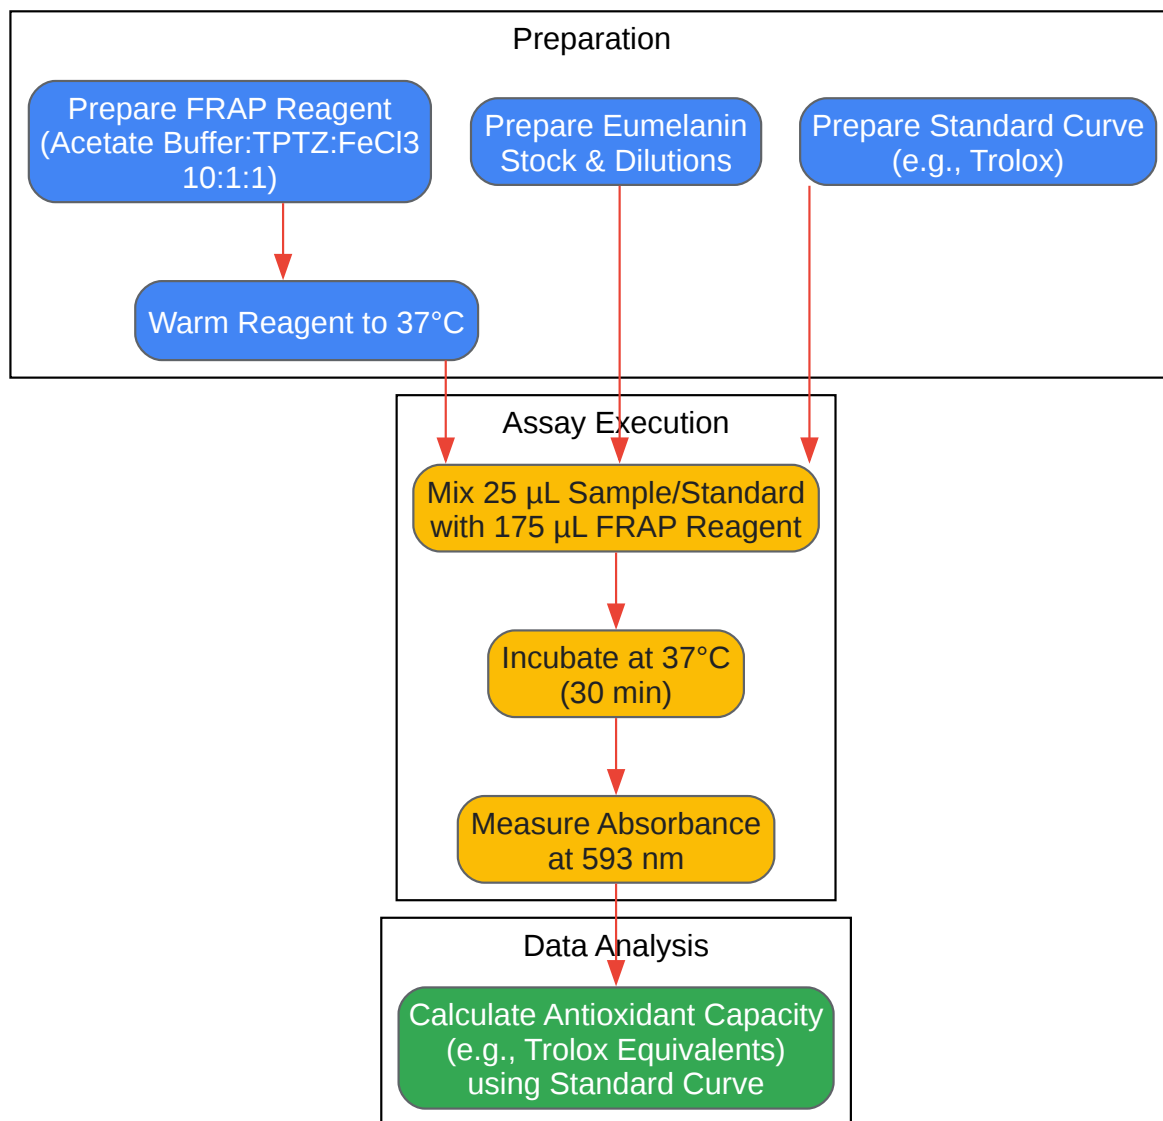 Preparation
Prepare FRAP Reagent
(Acetate Buffer:TPTZ:FeCl3
10:1:1)
Prepare Eumelanin
Stock & Dilutions
Prepare Standard Curve
(e.g., Trolox)
Warm Reagent to 37°C
Assay Execution
Mix 25 µL Sample/Standard
with 175 µL FRAP Reagent
Incubate at 37°C
(30 min)
Measure Absorbance
at 593 nm
Data Analysis
Calculate Antioxidant Capacity
(e.g., Trolox Equivalents)
using Standard Curve